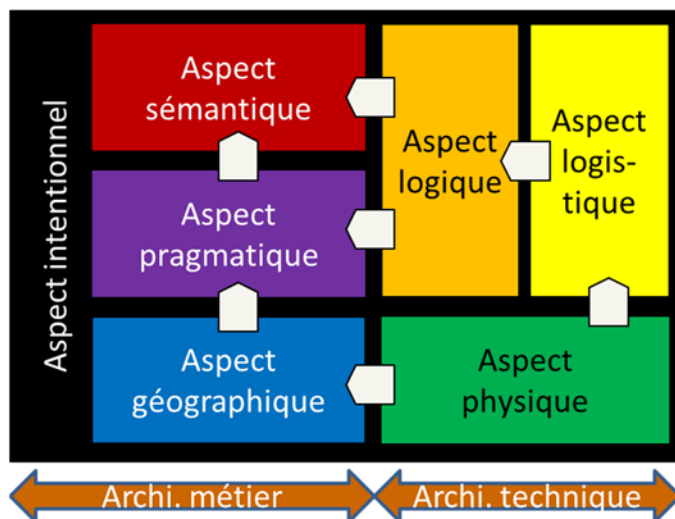 Aspect intentionnel
Aspect
sémantique
Aspect
pragmatique
Aspect
géographique
Aspect
logique
Aspect
logis-
tique
Aspect
physique
Archi. métier
Archi. technique